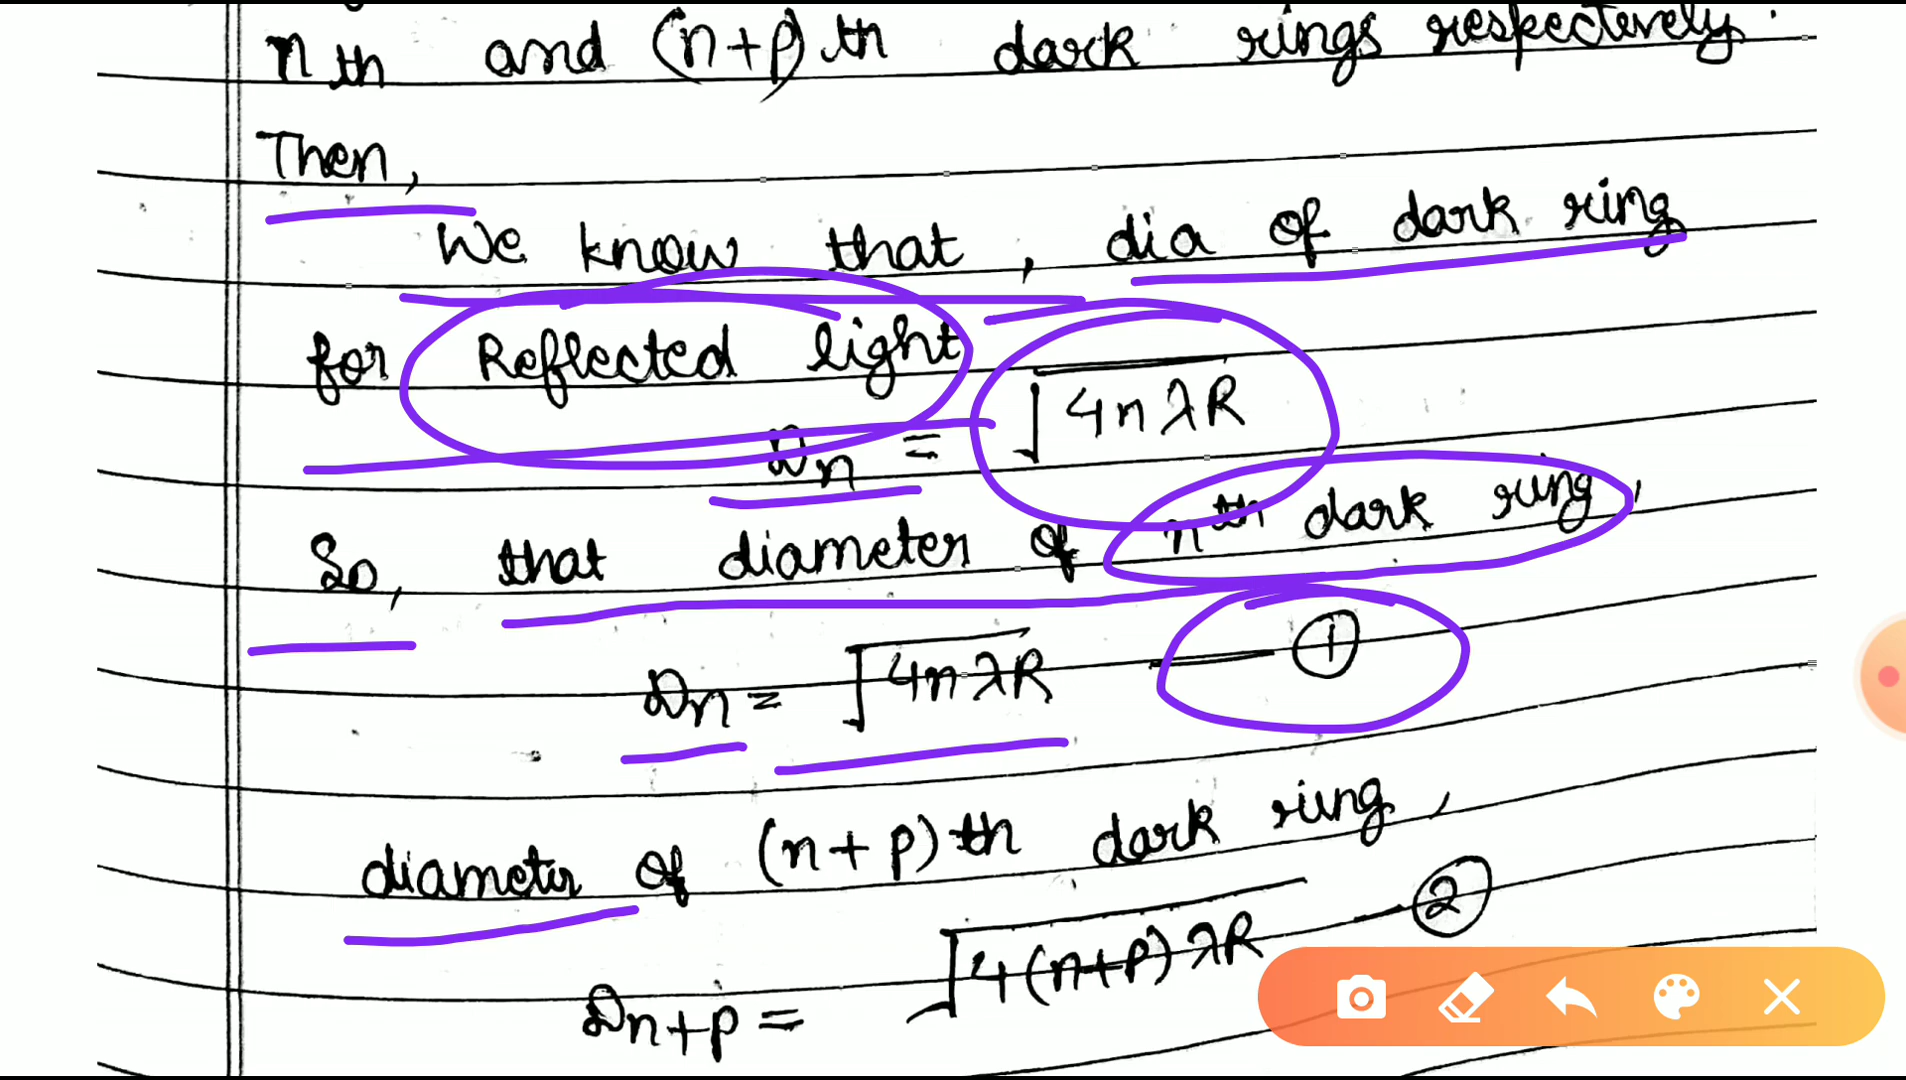 n th and (n+p) th dark rings respectively.
Then,
We know that, dia of dark ring
for Reflected light
Dn = √4nλR
So, that diameter of nth dark ring,
Dn = √4nλR — ①
diameter of (n+p)th dark ring,
Dn+p = √4(n+p)λR — ②